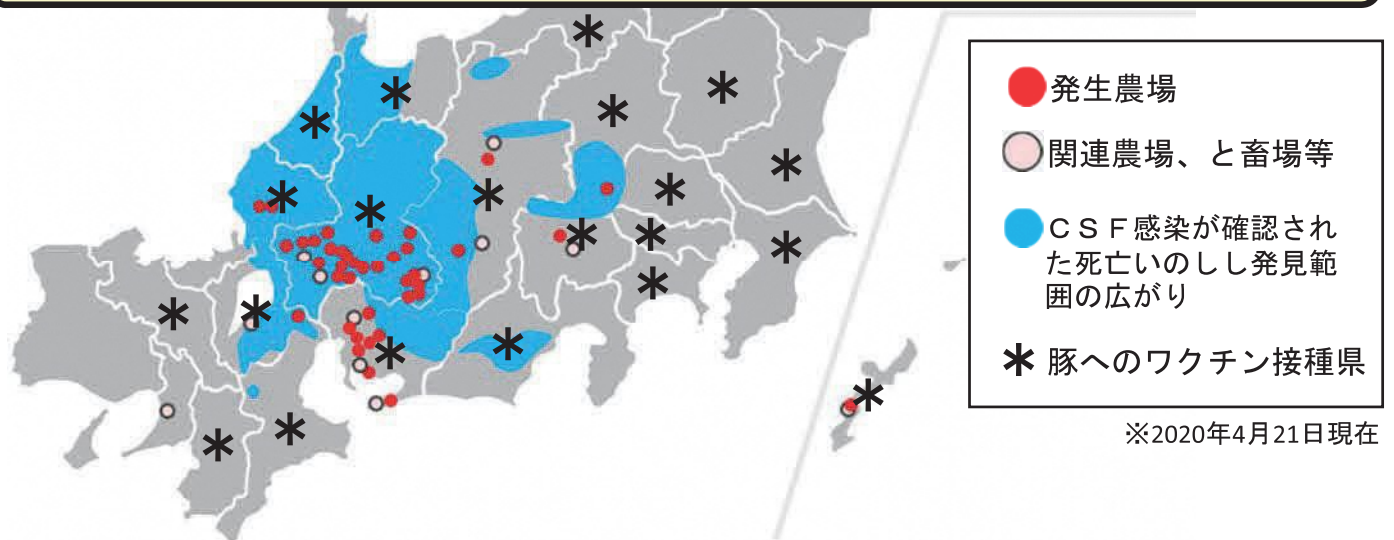 発生農場
関連農場、と畜場等
ＣＳＦ感染が確認され
た死亡いのしし発見範
囲の広がり
* 豚へのワクチン接種県
※2020年4月21日現在